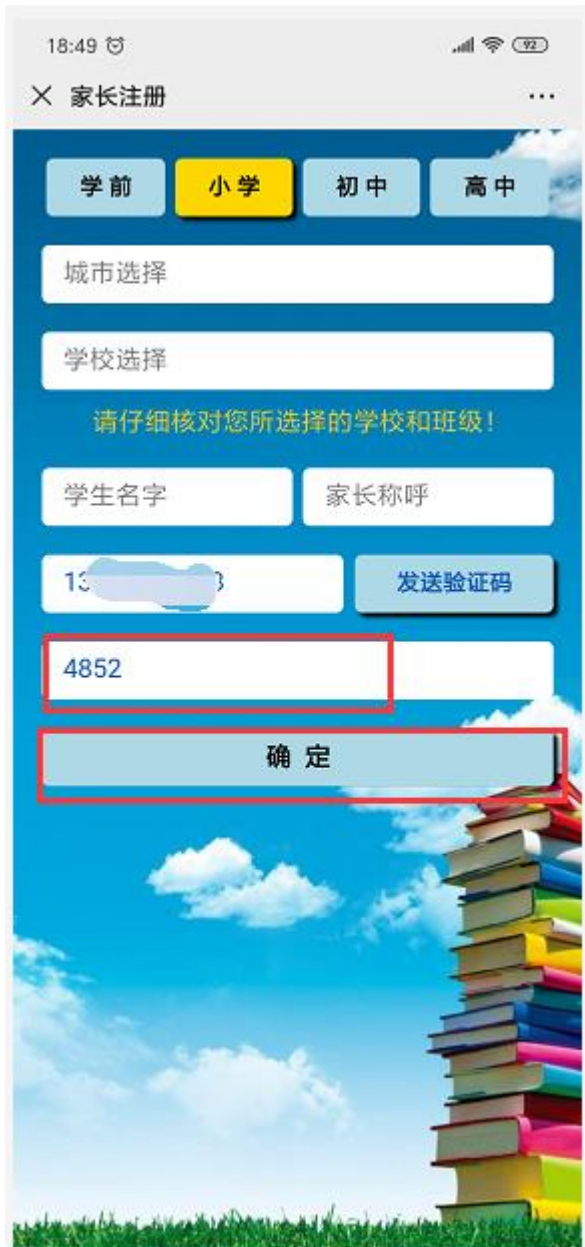 18:49 92
家长注册
学前 小学 初中 高中
城市选择
学校选择
请仔细核对您所选择的学校和班级!
学生名字 家长称呼
发送验证码
4852
确定